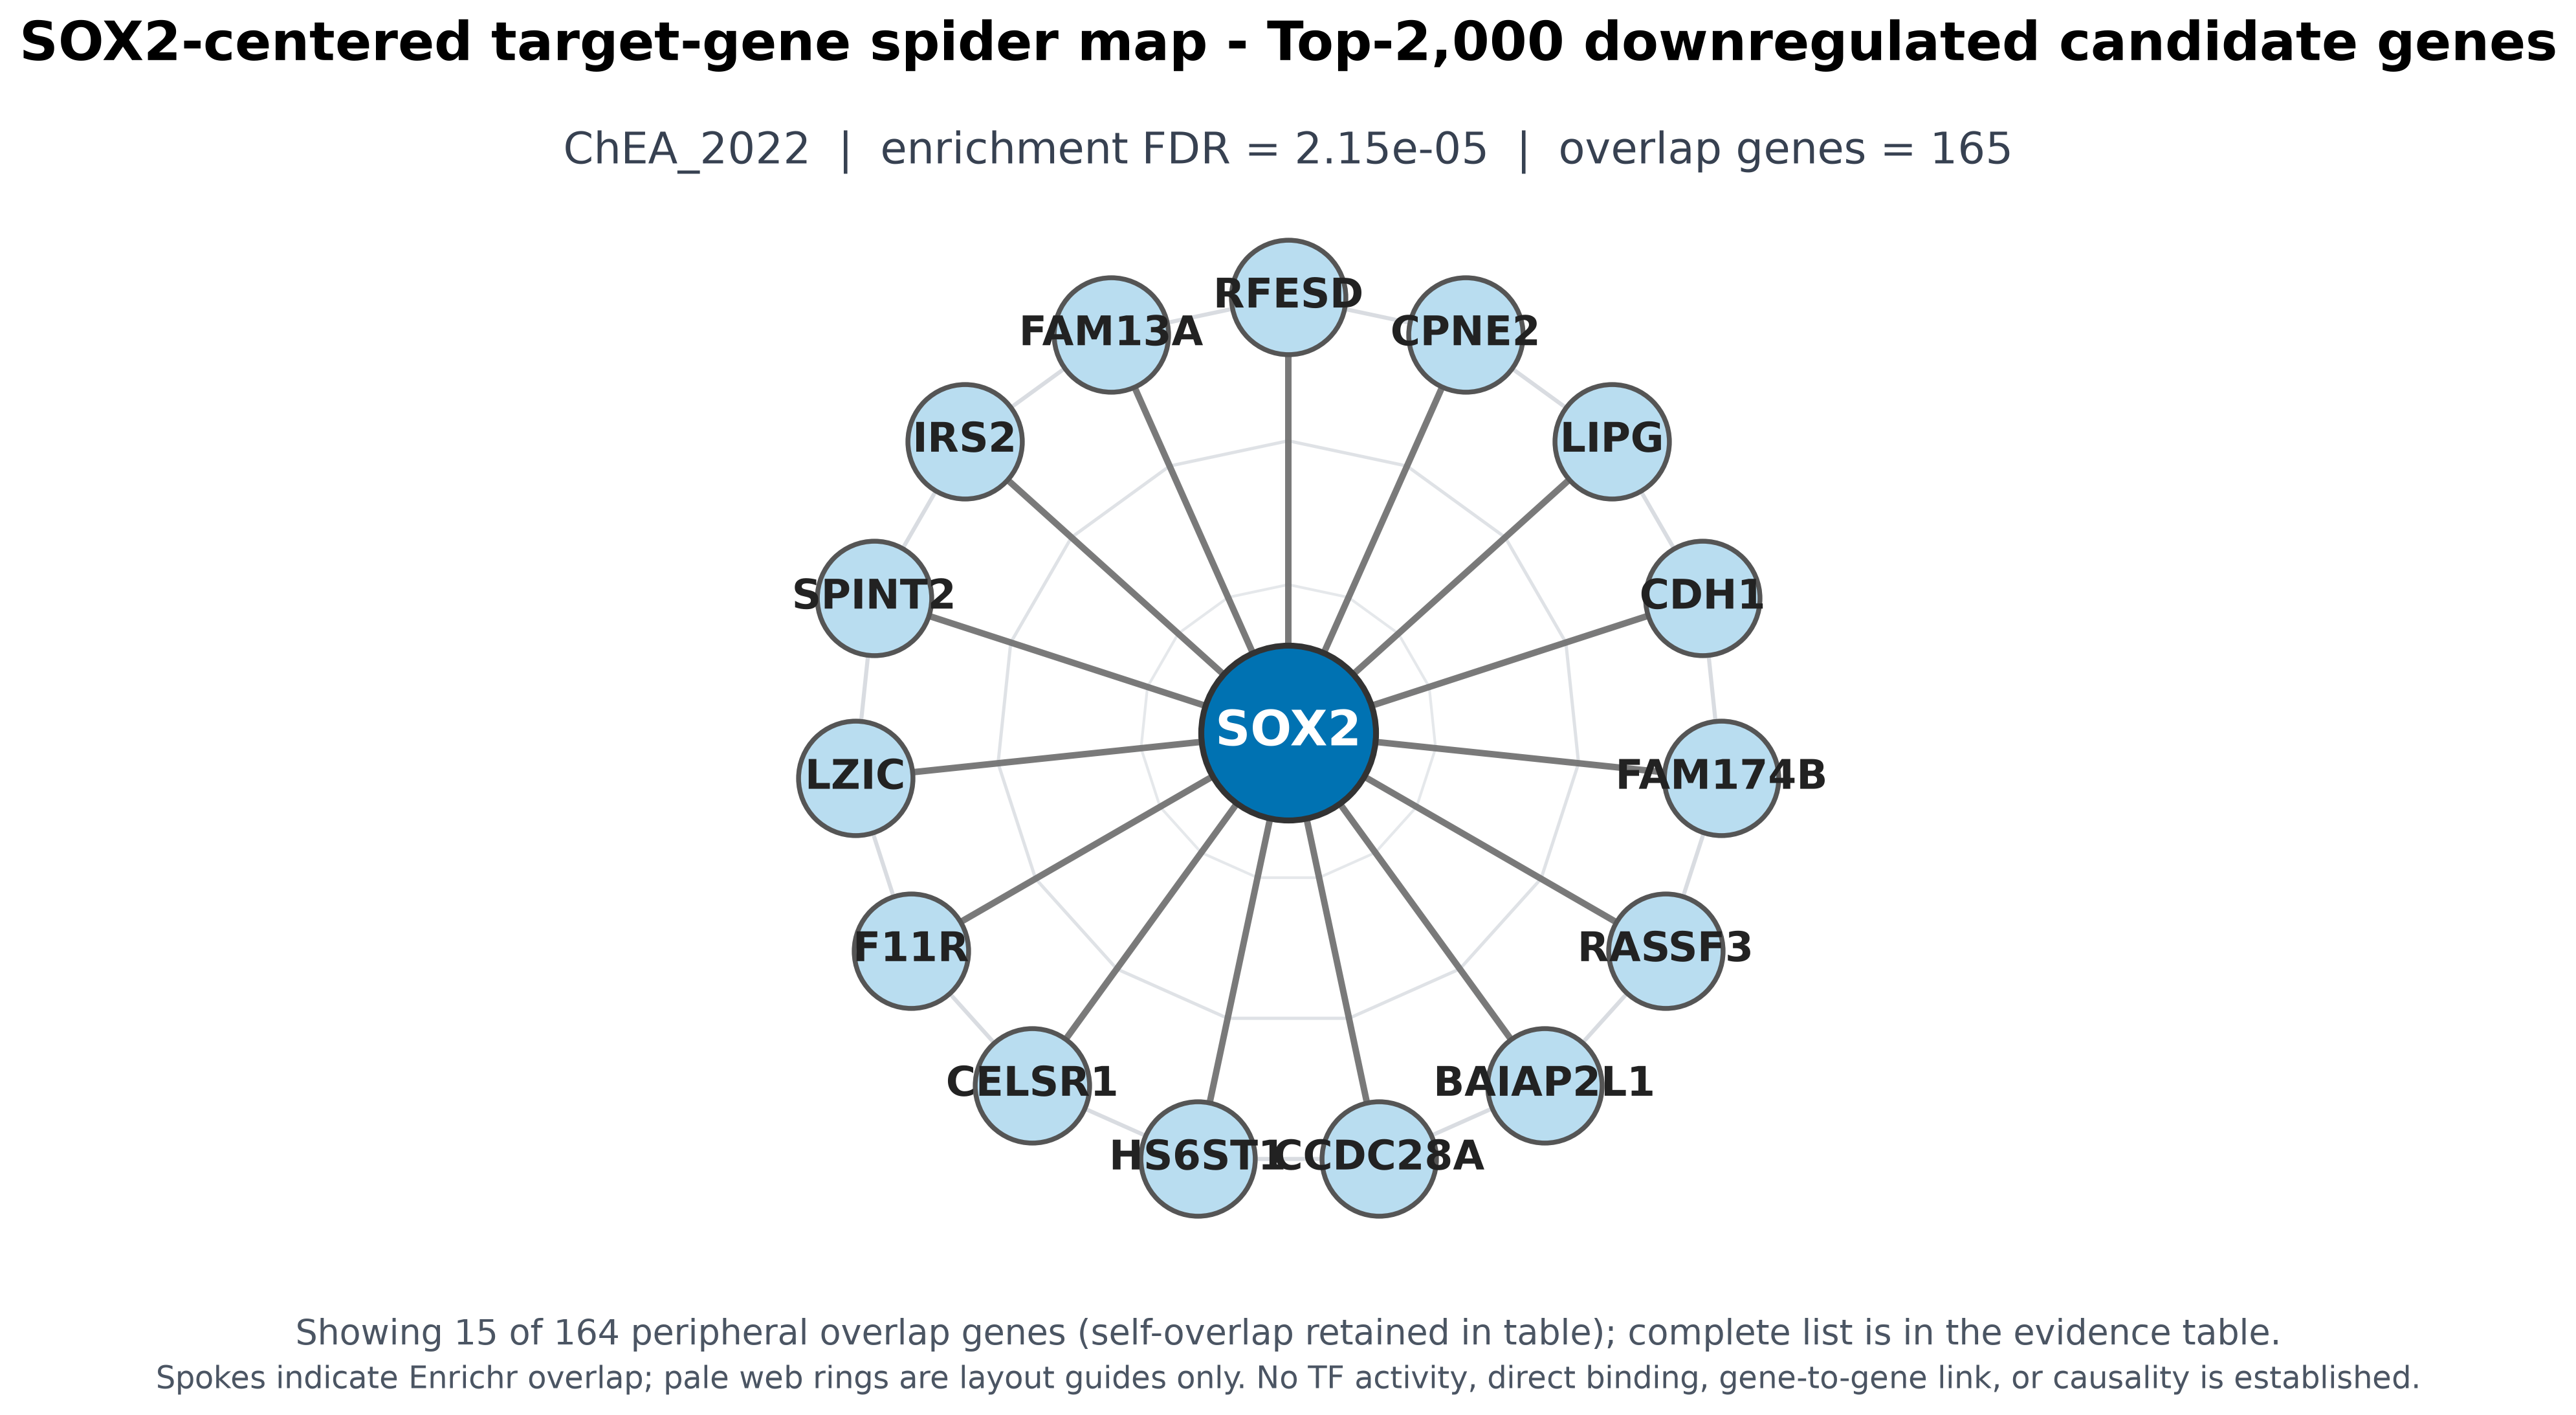 SOX2-centered target-gene spider map - Top-2,000 downregulated candidate genes
ChEA_2022 | enrichment FDR = 2.15e-05 | overlap genes = 165
RFESD
FAM13A
CPNE2
IRS2
LIPG
SPINT2
CDH1
SOX2
LZIC
FAM174B
F11R
RASSF3
CELSR1
BAIAP2L1
HS6ST1
CCDC28A
Showing 15 of 164 peripheral overlap genes (self-overlap retained in table); complete list is in the evidence table.
Spokes indicate Enrichr overlap; pale web rings are layout guides only. No TF activity, direct binding, gene-to-gene link, or causality is established.